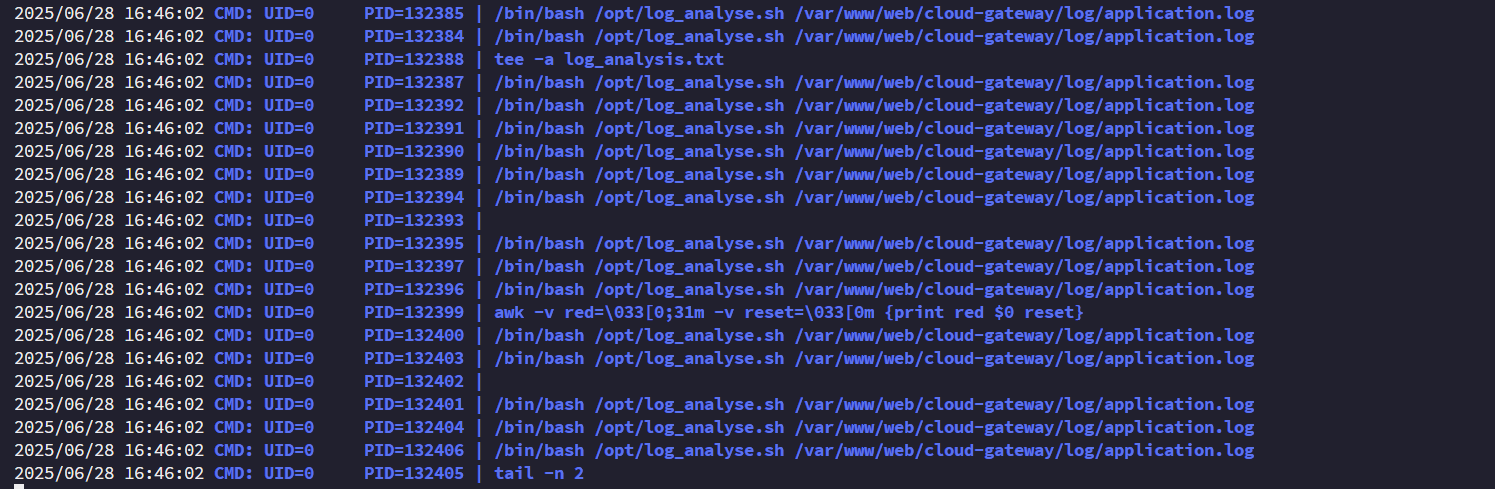 2025/06/28 16:46:02 CMD: UID=0     PID=132385 | /bin/bash /opt/log_analyse.sh /var/www/web/cloud-gateway/log/application.log
2025/06/28 16:46:02 CMD: UID=0     PID=132384 | /bin/bash /opt/log_analyse.sh /var/www/web/cloud-gateway/log/application.log
2025/06/28 16:46:02 CMD: UID=0     PID=132388 | tee -a log_analysis.txt
2025/06/28 16:46:02 CMD: UID=0     PID=132387 | /bin/bash /opt/log_analyse.sh /var/www/web/cloud-gateway/log/application.log
2025/06/28 16:46:02 CMD: UID=0     PID=132392 | /bin/bash /opt/log_analyse.sh /var/www/web/cloud-gateway/log/application.log
2025/06/28 16:46:02 CMD: UID=0     PID=132391 | /bin/bash /opt/log_analyse.sh /var/www/web/cloud-gateway/log/application.log
2025/06/28 16:46:02 CMD: UID=0     PID=132390 | /bin/bash /opt/log_analyse.sh /var/www/web/cloud-gateway/log/application.log
2025/06/28 16:46:02 CMD: UID=0     PID=132389 | /bin/bash /opt/log_analyse.sh /var/www/web/cloud-gateway/log/application.log
2025/06/28 16:46:02 CMD: UID=0     PID=132394 | /bin/bash /opt/log_analyse.sh /var/www/web/cloud-gateway/log/application.log
2025/06/28 16:46:02 CMD: UID=0     PID=132393 |
2025/06/28 16:46:02 CMD: UID=0     PID=132395 | /bin/bash /opt/log_analyse.sh /var/www/web/cloud-gateway/log/application.log
2025/06/28 16:46:02 CMD: UID=0     PID=132397 | /bin/bash /opt/log_analyse.sh /var/www/web/cloud-gateway/log/application.log
2025/06/28 16:46:02 CMD: UID=0     PID=132396 | /bin/bash /opt/log_analyse.sh /var/www/web/cloud-gateway/log/application.log
2025/06/28 16:46:02 CMD: UID=0     PID=132399 | awk -v red=\033[0;31m -v reset=\033[0m {print red $0 reset}
2025/06/28 16:46:02 CMD: UID=0     PID=132400 | /bin/bash /opt/log_analyse.sh /var/www/web/cloud-gateway/log/application.log
2025/06/28 16:46:02 CMD: UID=0     PID=132403 | /bin/bash /opt/log_analyse.sh /var/www/web/cloud-gateway/log/application.log
2025/06/28 16:46:02 CMD: UID=0     PID=132402 |
2025/06/28 16:46:02 CMD: UID=0     PID=132401 | /bin/bash /opt/log_analyse.sh /var/www/web/cloud-gateway/log/application.log
2025/06/28 16:46:02 CMD: UID=0     PID=132404 | /bin/bash /opt/log_analyse.sh /var/www/web/cloud-gateway/log/application.log
2025/06/28 16:46:02 CMD: UID=0     PID=132406 | /bin/bash /opt/log_analyse.sh /var/www/web/cloud-gateway/log/application.log
2025/06/28 16:46:02 CMD: UID=0     PID=132405 | tail -n 2